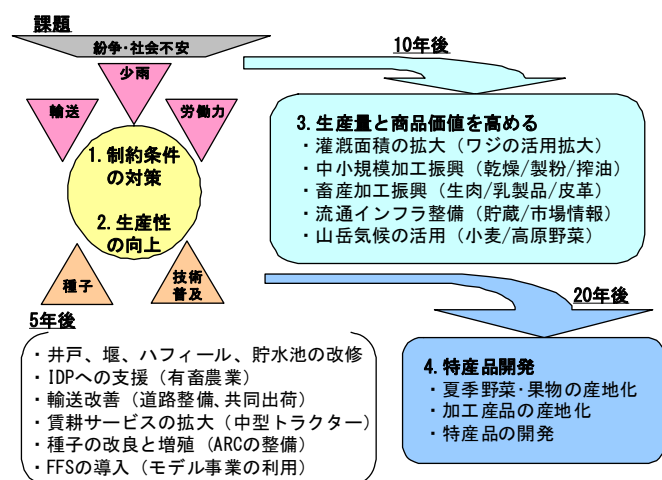 課題
紛争・社会不安
少雨
輸送
労働力
1. 制約条件
の対策
2. 生産性
の向上
種子
技術
普及
10年後
3. 生産量と商品価値を高める
・灌漑面積の拡大（ワジの活用拡大）
・中小規模加工振興（乾燥/製粉/搾油）
・畜産加工振興（生肉/乳製品/皮革）
・流通インフラ整備（貯蔵/市場情報）
・山岳気候の活用（小麦/高原野菜）
5年後
・井戸、堰、ハフィール、貯水池の改修
・IDPへの支援（有畜農業）
・輸送改善（道路整備、共同出荷）
・賃耕サービスの拡大（中型トラクター）
・種子の改良と増殖（ARCの整備）
・FFSの導入（モデル事業の利用）
20年後
4. 特産品開発
・夏季野菜・果物の産地化
・加工産品の産地化
・特産品の開発